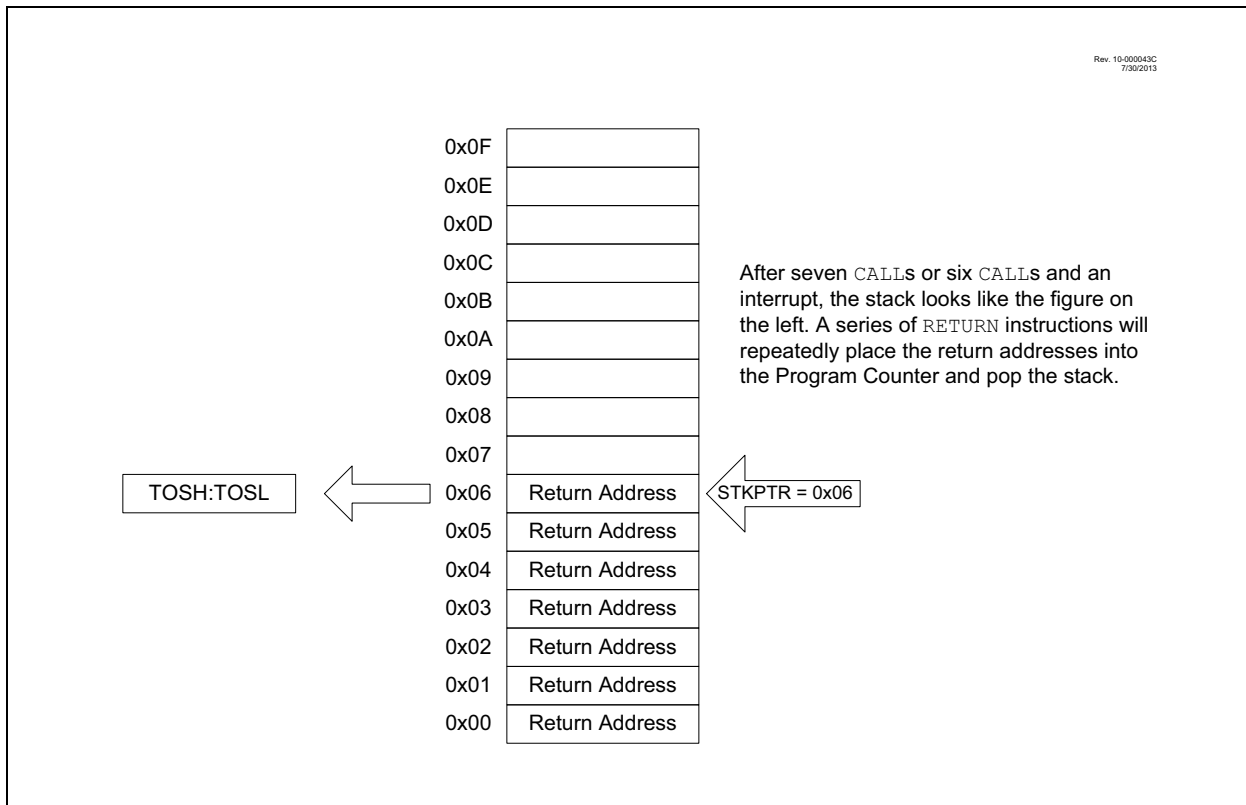 Rev. 10-000043C
7/30/2013
0x0F
0x0E
0x0D
0x0C
0x0B
0x0A
0x09
0x08
0x07
After seven CALLs or six CALLs and an
interrupt, the stack looks like the figure on
the left. A series of RETURN instructions will
repeatedly place the return addresses into
the Program Counter and pop the stack.
TOSH:TOSL
0x06 Return Address STKPTR = 0x06
0x05 Return Address
0x04 Return Address
0x03 Return Address
0x02 Return Address
0x01 Return Address
0x00 Return Address